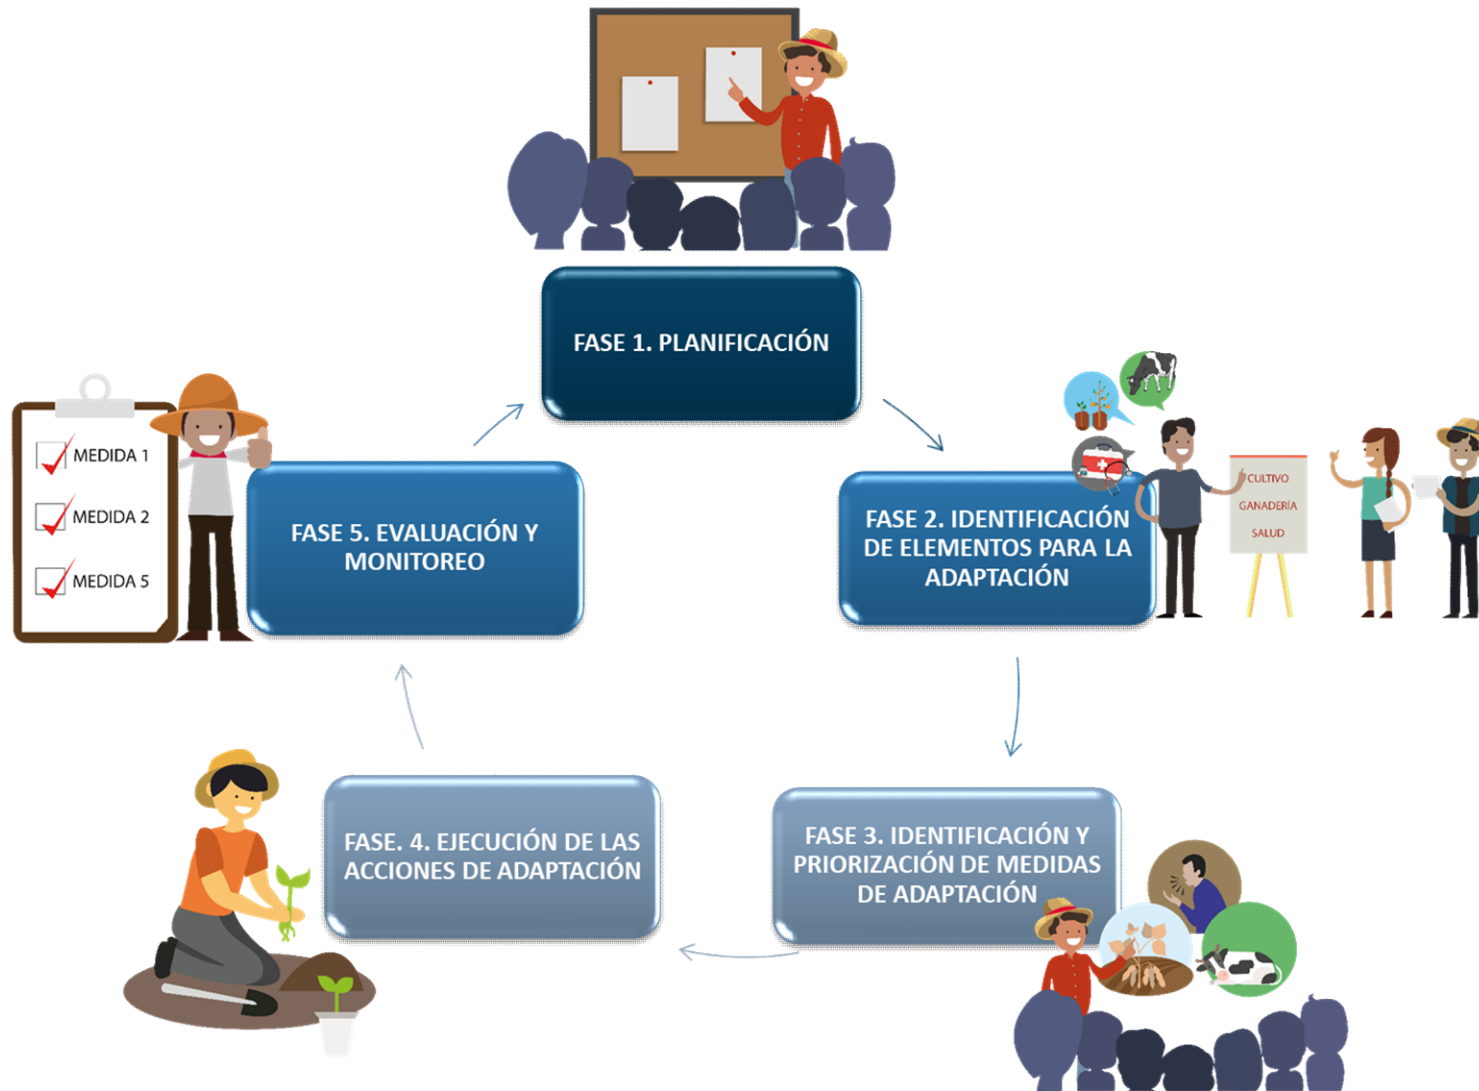 FASE 1. PLANIFICACIÓN
FASE 2. IDENTIFICACIÓN
DE ELEMENTOS PARA LA
ADAPTACIÓN
CULTIVO
GANADERÍA
SALUD
FASE 3. IDENTIFICACIÓN Y
PRIORIZACIÓN DE MEDIDAS
DE ADAPTACIÓN
FASE. 4. EJECUCIÓN DE LAS
ACCIONES DE ADAPTACIÓN
FASE 5. EVALUACIÓN Y
MONITOREO
MEDIDA 1
MEDIDA 2
MEDIDA 5